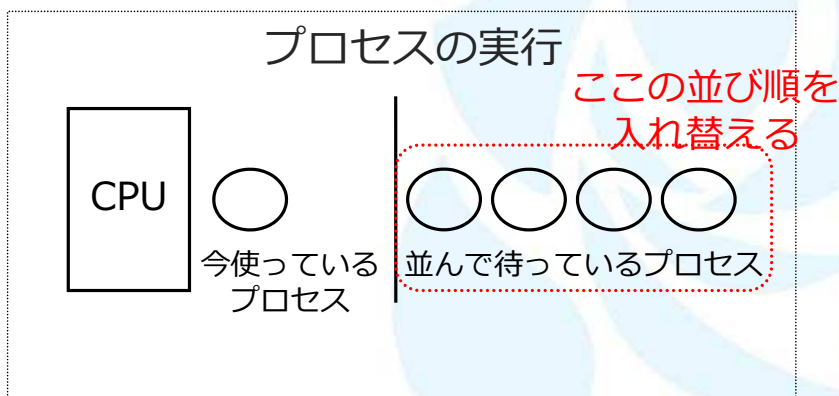 プロセスの実行
ここの並び順を
入れ替える
CPU
今使っている
プロセス
並んで待っているプロセス